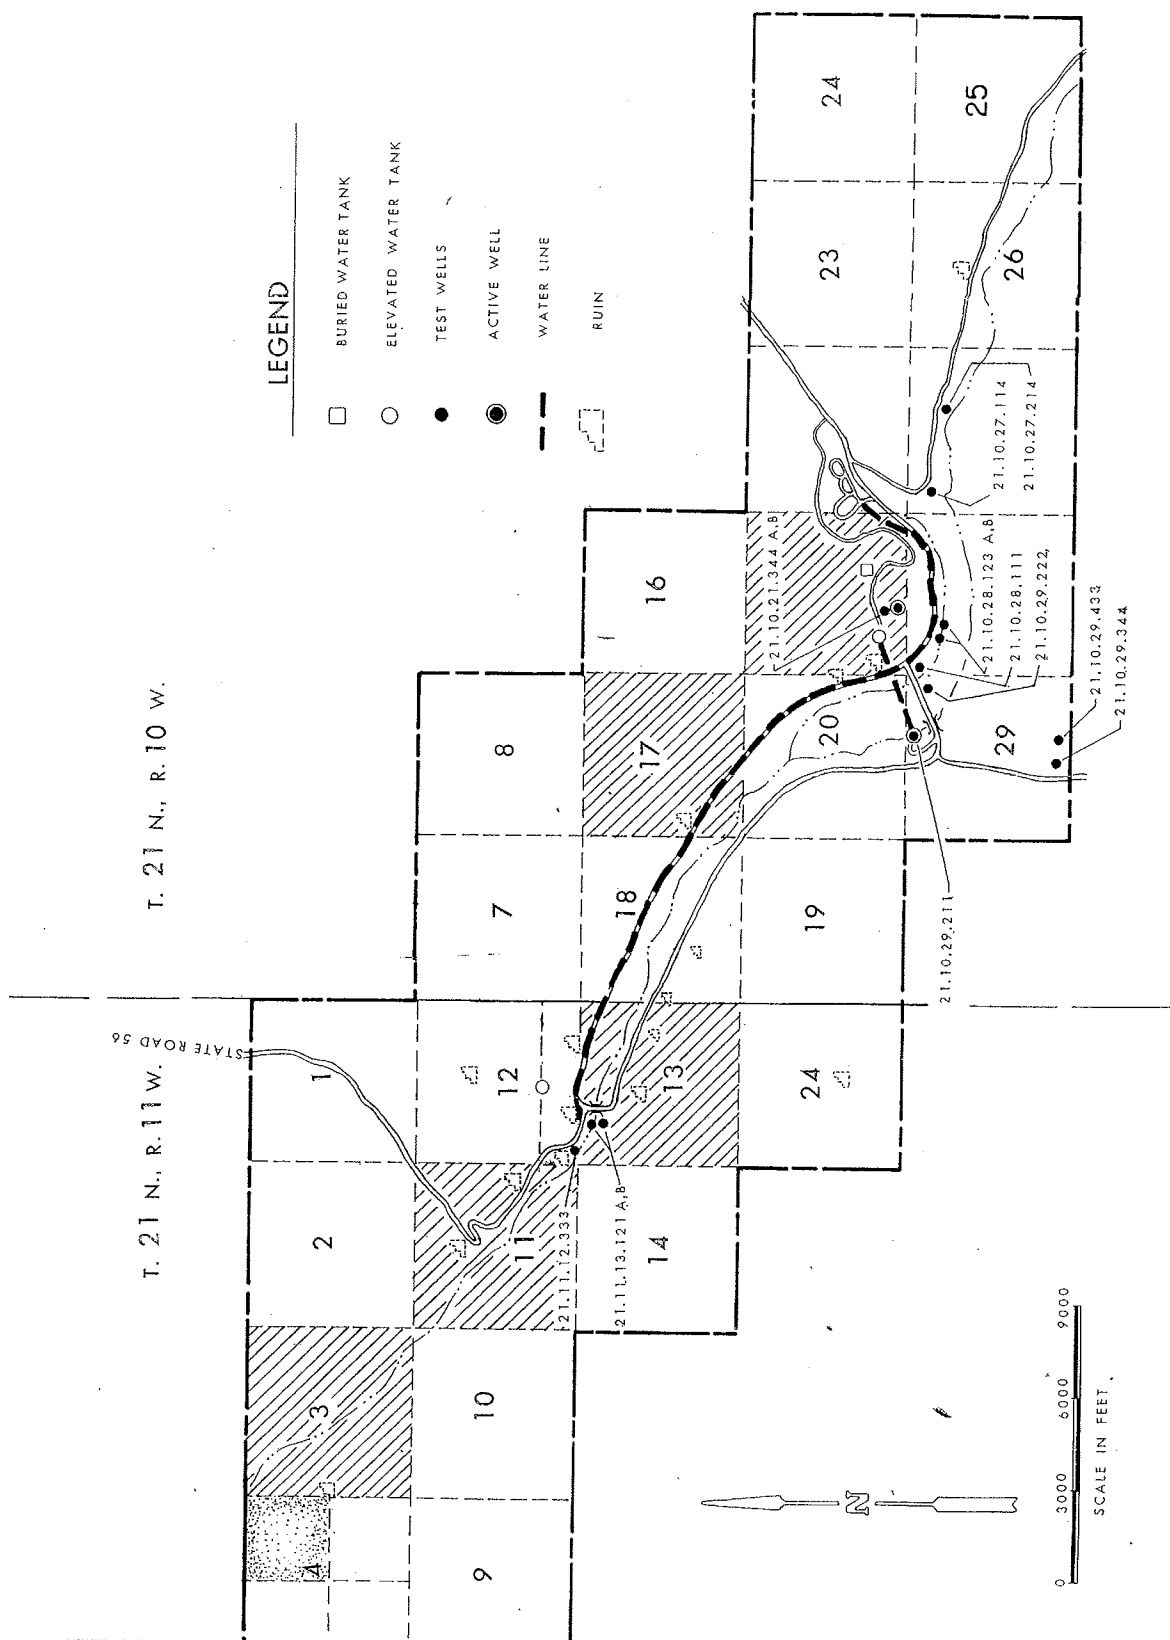 T. 21 N., R. 11 W.
T. 21 N., R. 10 W.
STATE ROAD 56
LEGEND
BURIED WATER TANK
ELEVATED WATER TANK
TEST WELLS
ACTIVE WELL
WATER LINE
RUIN
4
3
2
1
9
10
11
12
7
8
14
13
18
17
16
24
19
20
23
24
29
26
25
21.11.12.333
21.11.13.121 A,B
21.10.21.344 A,B
21.10.29.211
21.10.28.123 A,B
21.10.28.111
21.10.29.222
21.10.27.114
21.10.27.214
21.10.29.433
21.10.29.344
N
0 3000 6000 9000
SCALE IN FEET